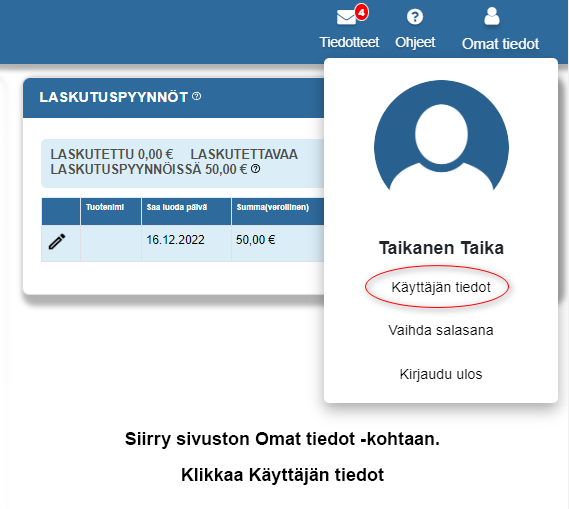 4
Tiedotteet Ohjeet Omat tiedot
LASKUTUSPYYNNÖT
LASKUTETTU 0,00 € LASKUTETTAVAA
LASKUTUSPYYNNÖISSÄ 50,00 €
Tuotenimi Saa luoda päivä Summa(verollinen)
16.12.2022 50,00 €
Taikanen Taika
Käyttäjän tiedot
Vaihda salasana
Kirjaudu ulos
Siirry sivuston Omat tiedot -kohtaan.
Klikkaa Käyttäjän tiedot